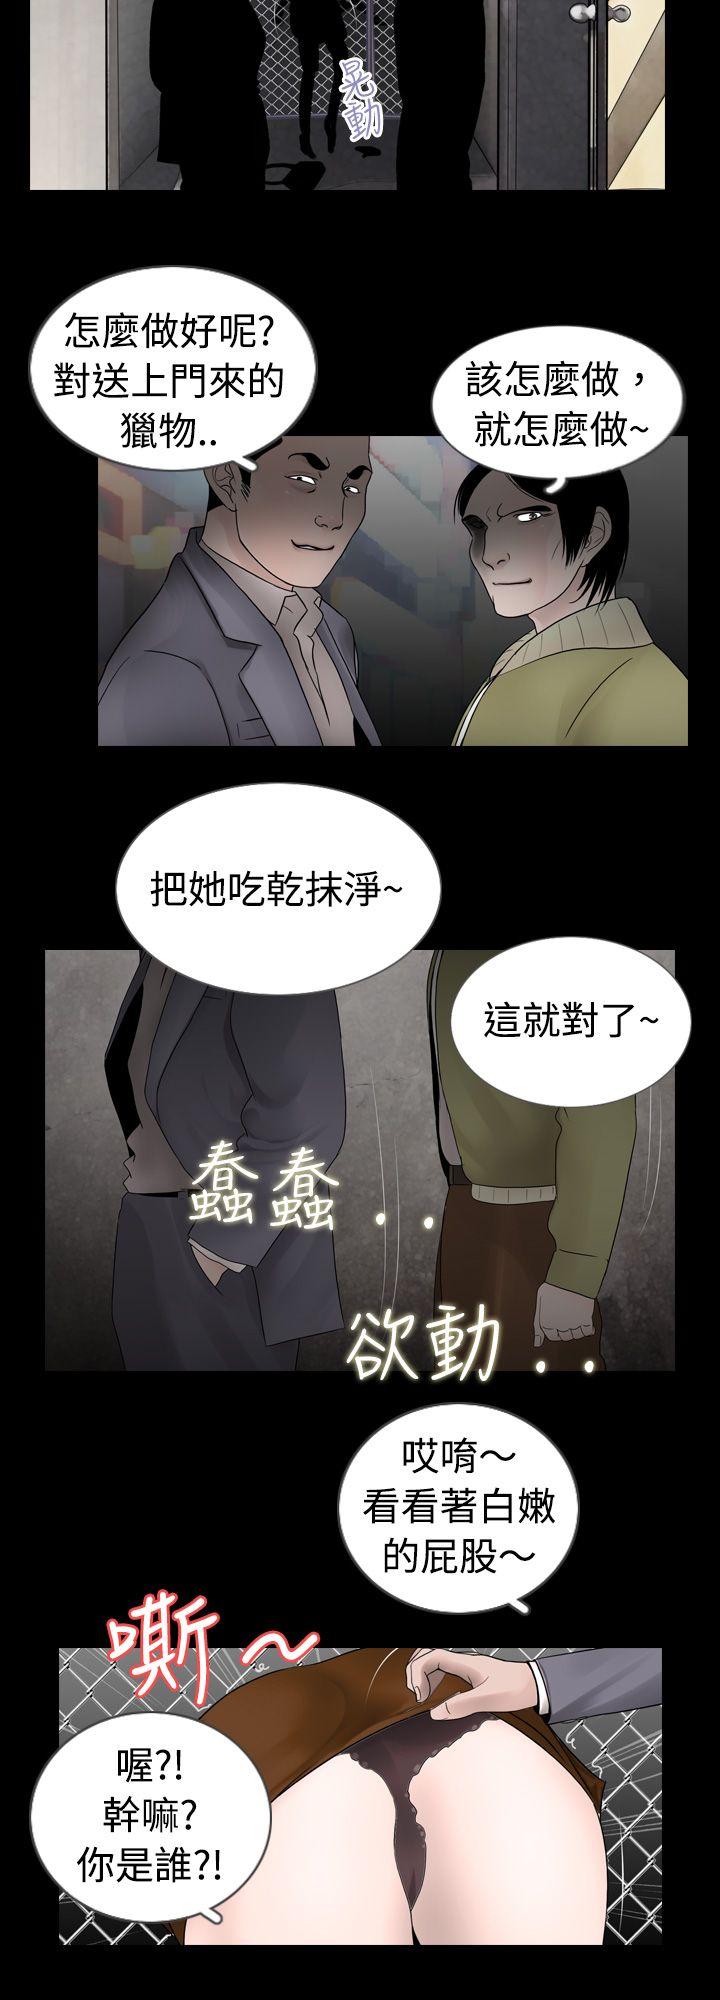 晃動
怎麼做好呢?
對送上門來的
獵物..
該怎麼做，
就怎麼做~
把她吃乾抹淨~
這就對了~
蠢蠢..
欲動..
哎唷～
看看著白嫩
的屁股～
嘶～
喔?!
幹嘛?
你是誰?!